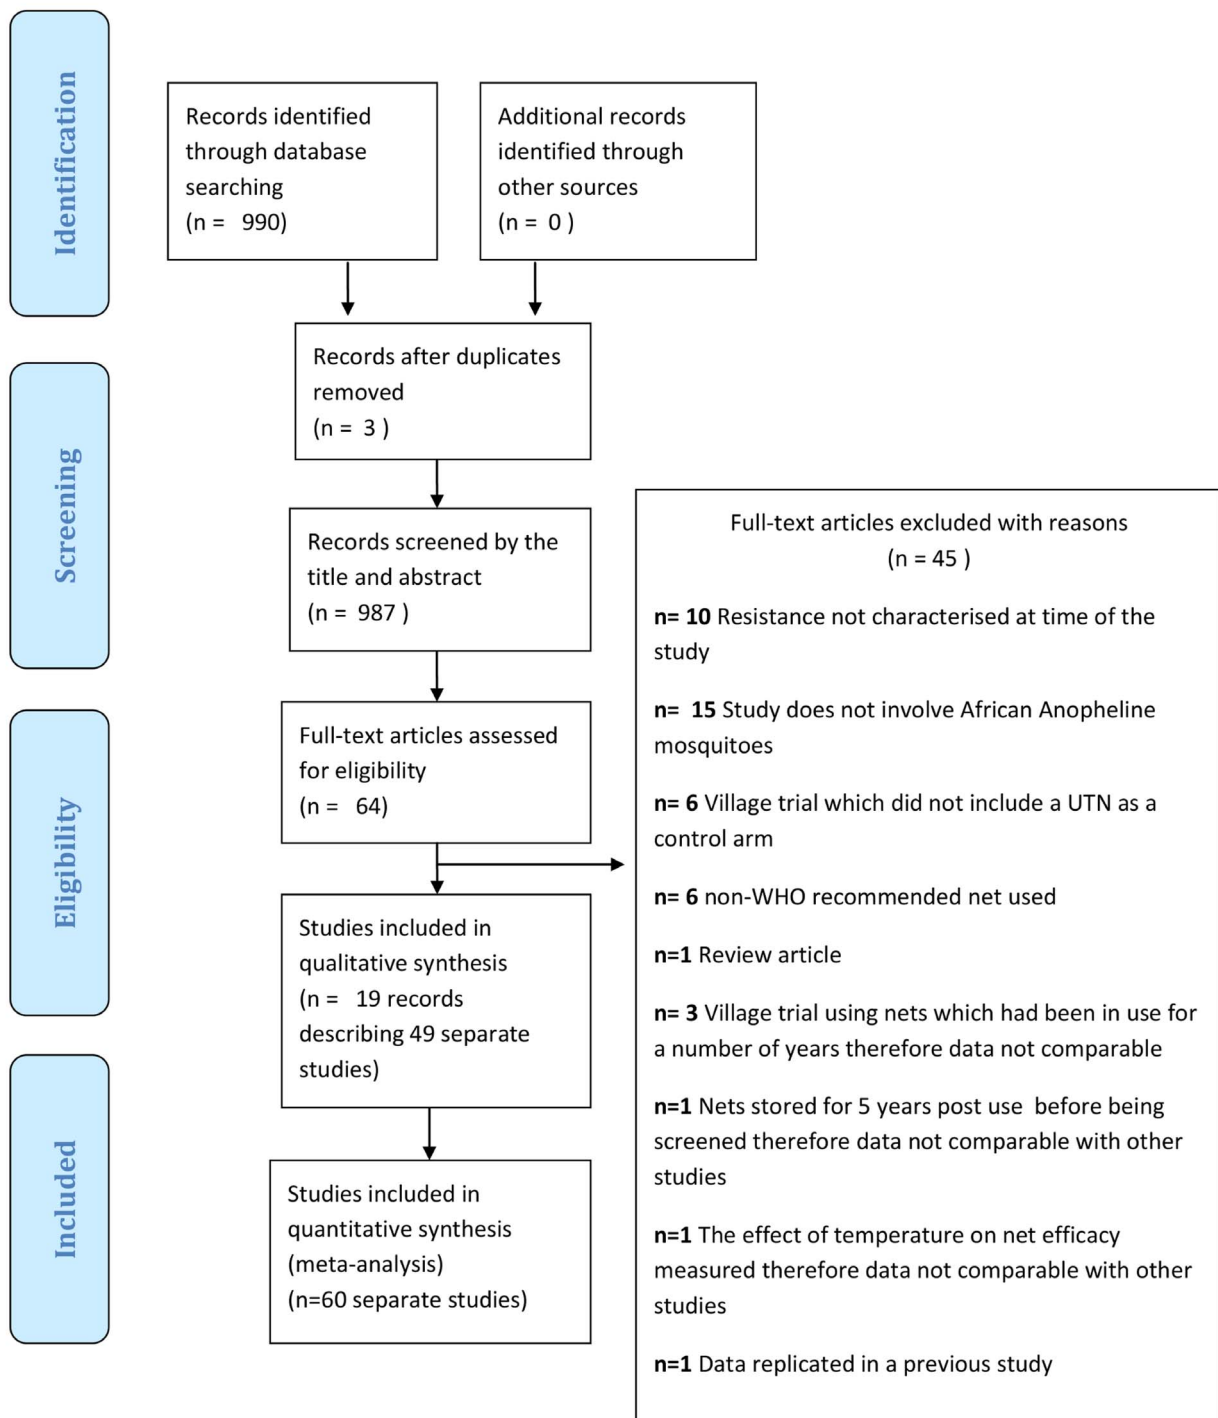 Identification
Records identified
through database
searching
(n = 990)
Additional records
identified through
other sources
(n = 0 )
Screening
Records after duplicates
removed
(n = 3 )
Records screened by the
title and abstract
(n = 987 )
Eligibility
Full-text articles assessed
for eligibility
(n = 64)
Studies included in
qualitative synthesis
(n = 19 records
describing 49 separate
studies)
Included
Studies included in
quantitative synthesis
(meta-analysis)
(n=60 separate studies)
Full-text articles excluded with reasons
(n = 45 )
n= 10 Resistance not characterised at time of the
study
n= 15 Study does not involve African Anopheline
mosquitoes
n= 6 Village trial which did not include a UTN as a
control arm
n= 6 non-WHO recommended net used
n=1 Review article
n= 3 Village trial using nets which had been in use for
a number of years therefore data not comparable
n=1 Nets stored for 5 years post use before being
screened therefore data not comparable with other
studies
n=1 The effect of temperature on net efficacy
measured therefore data not comparable with other
studies
n=1 Data replicated in a previous study